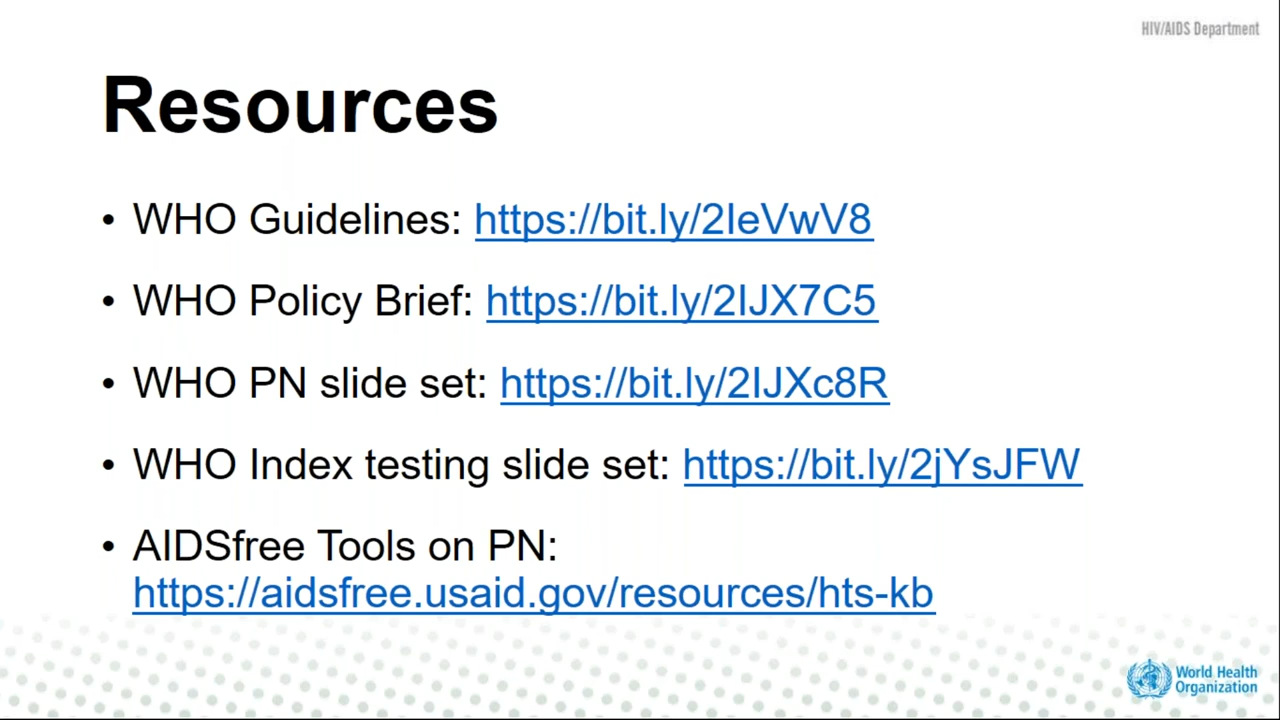 HIV/AIDS Department
Resources
• WHO Guidelines: https://bit.ly/2IeVwV8
• WHO Policy Brief: https://bit.ly/2IJX7C5
• WHO PN slide set: https://bit.ly/2IJXc8R
• WHO Index testing slide set: https://bit.ly/2jYsJFW
• AIDSfree Tools on PN:
https://aidsfree.usaid.gov/resources/hts-kb
World Health
Organization